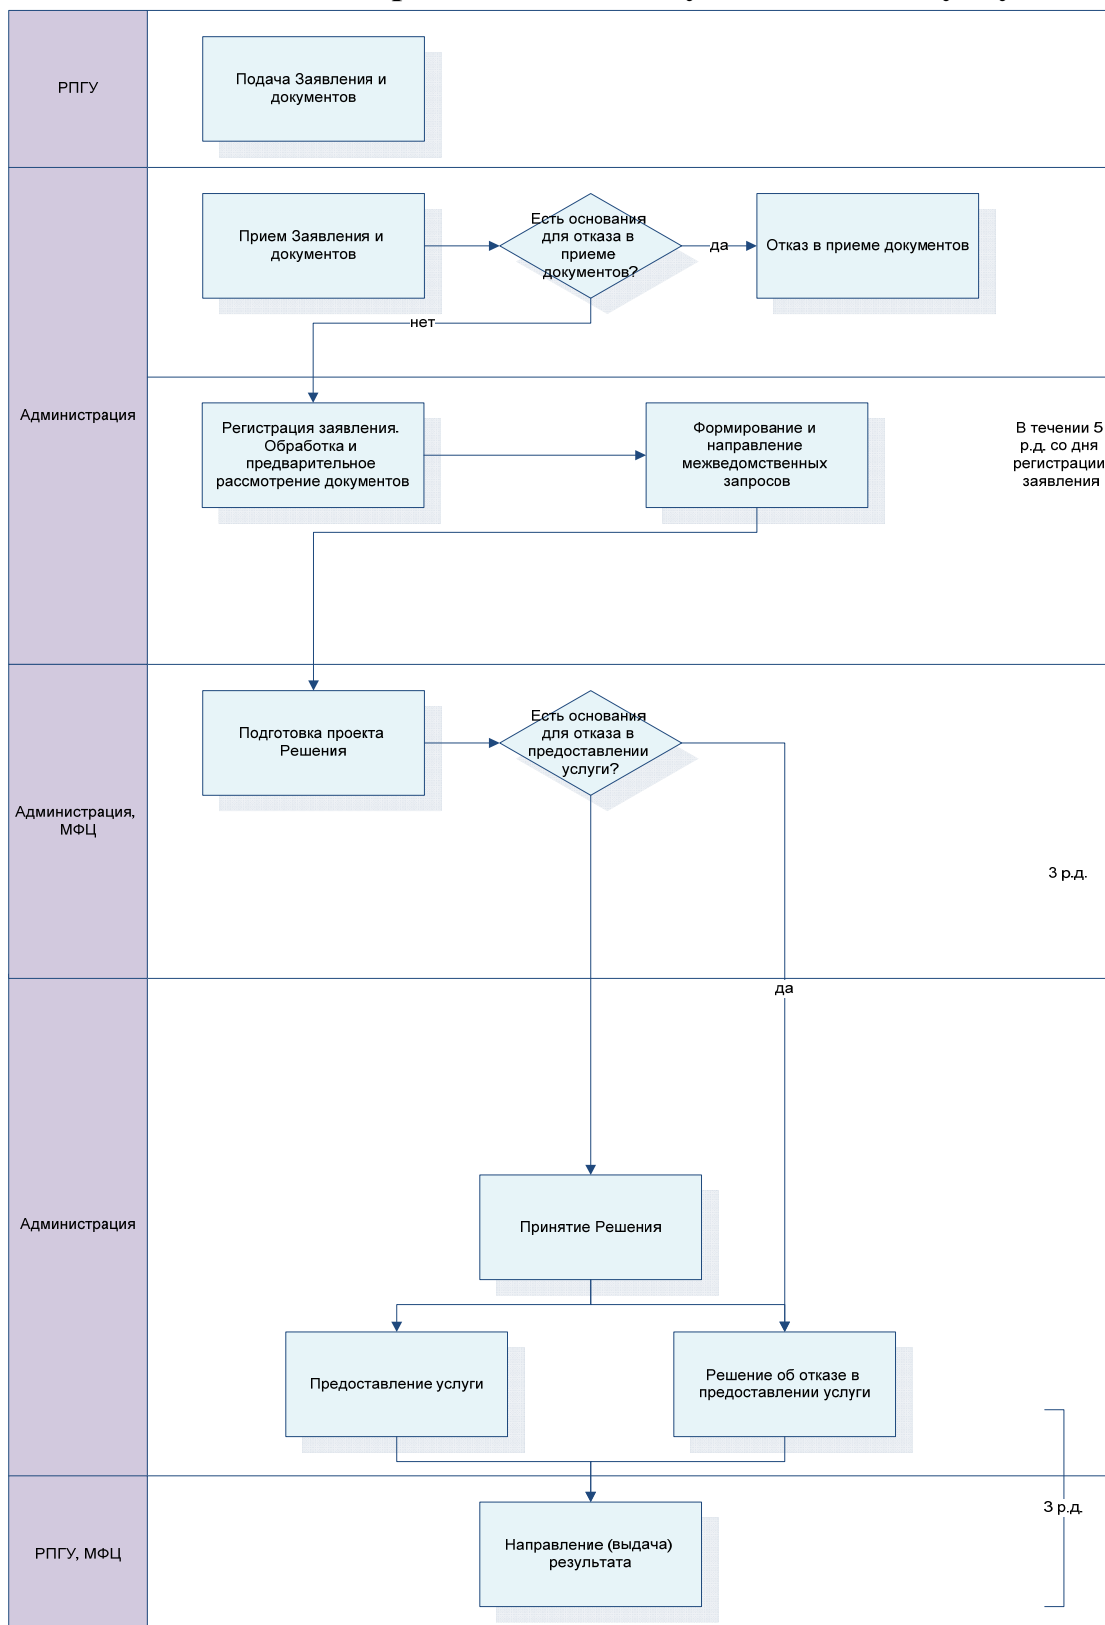 РПГУ
Подача Заявления и
документов
Администрация
Прием Заявления и
документов
Есть основания
для отказа в
приеме
документов?
да
Отказ в приеме документов
нет
Регистрация заявления.
Обработка и
предварительное
рассмотрение документов
Формирование и
направление
межведомственных
запросов
В течении 5
р.д. со дня
регистрации
заявления
Администрация,
МФЦ
Подготовка проекта
Решения
Есть основания
для отказа в
предоставлении
услуги?
3 р.д.
да
Администрация
Принятие Решения
Предоставление услуги
Решение об отказе в
предоставлении услуги
3 р.д.
РПГУ, МФЦ
Направление (выдача)
результата